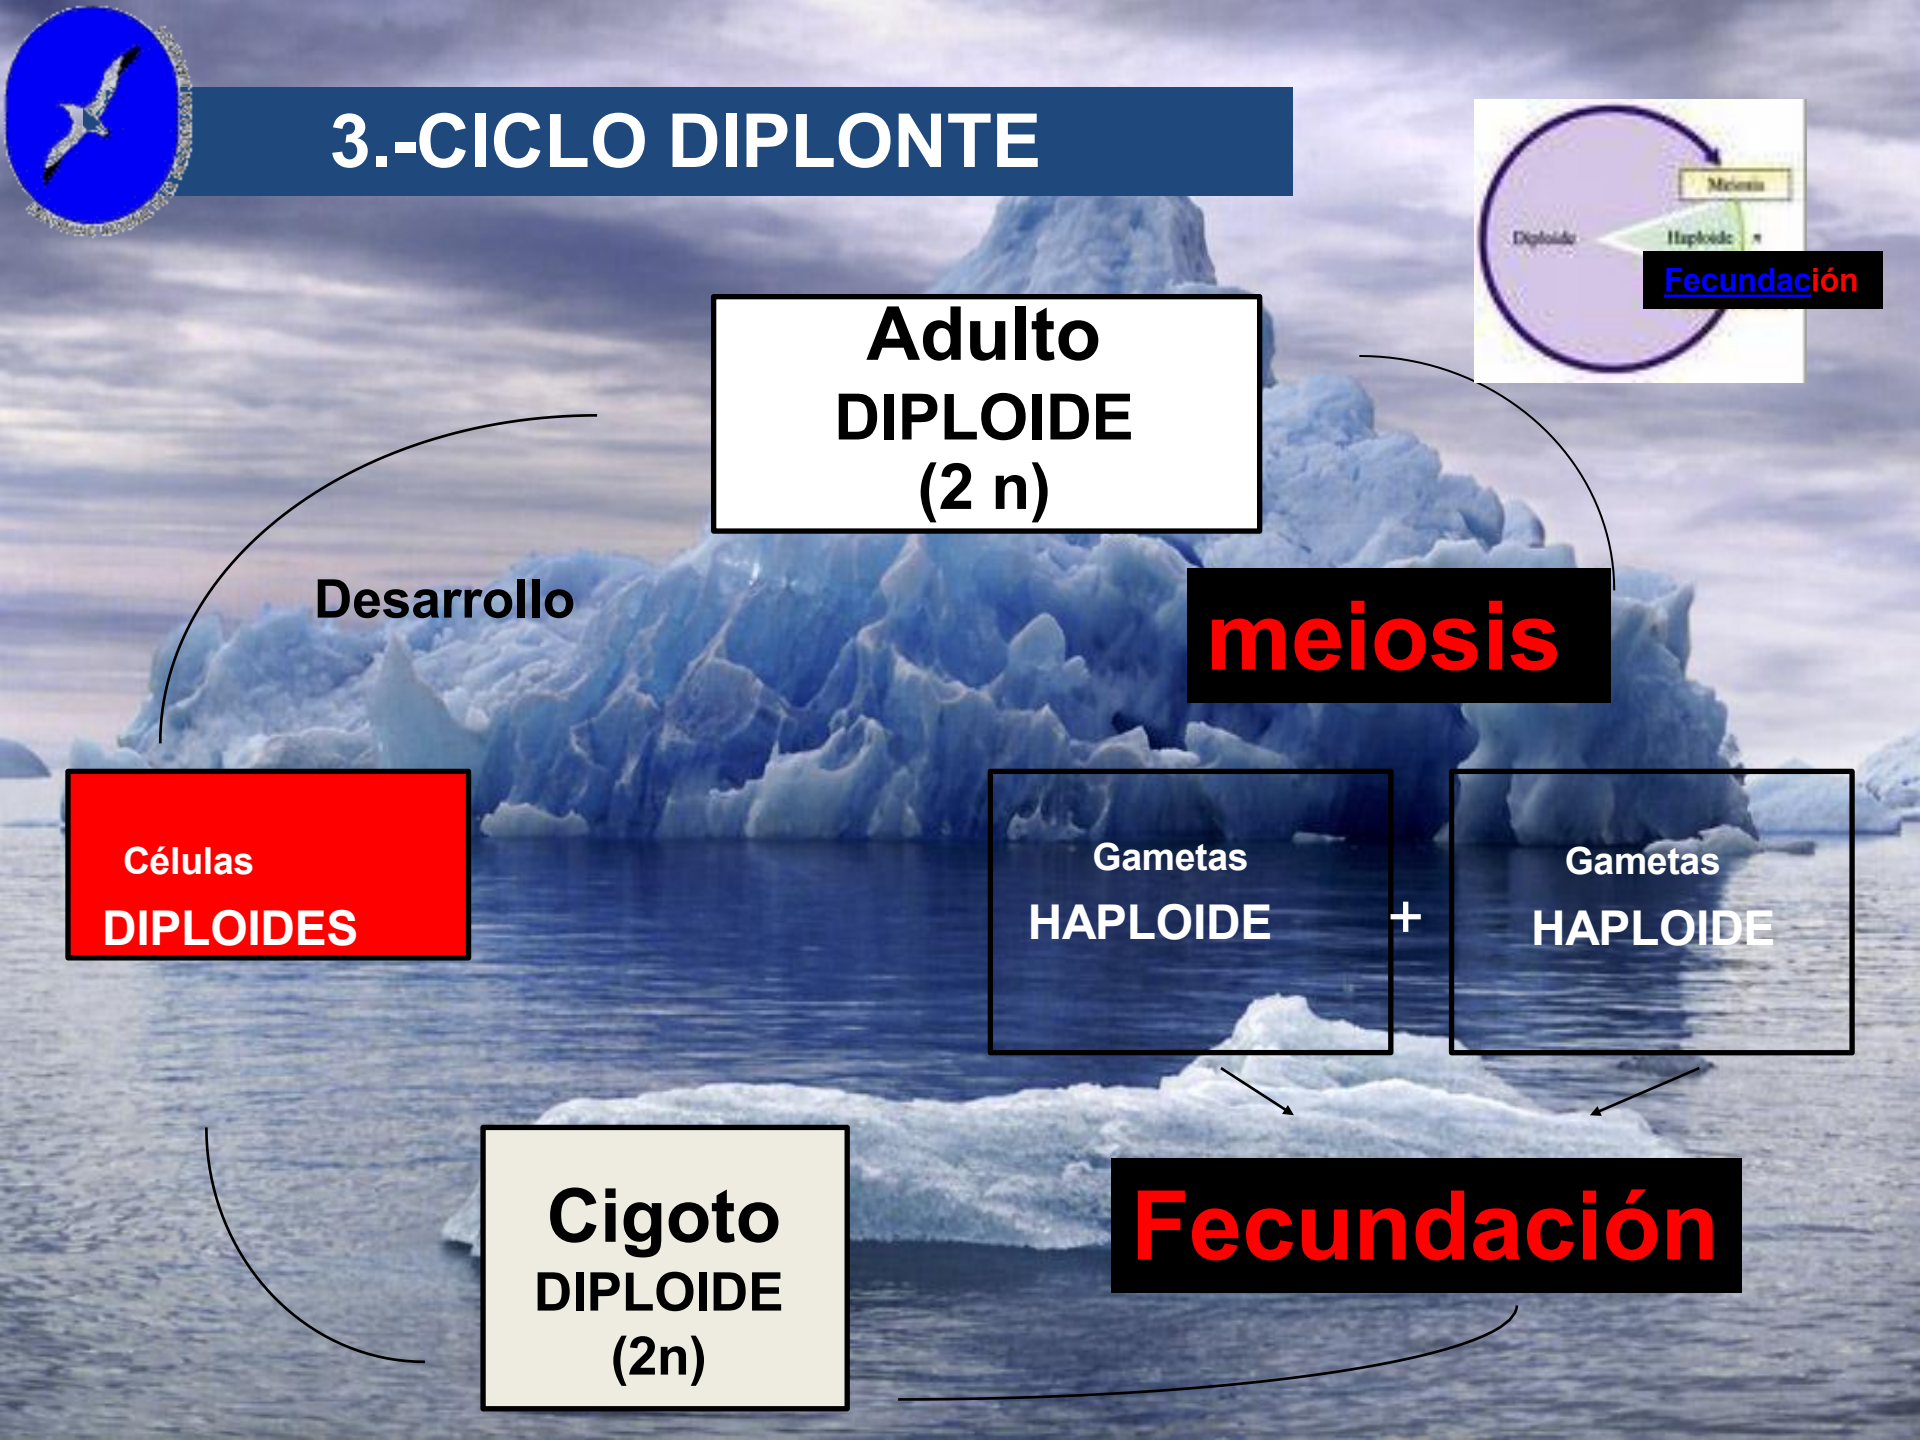 3.-CICLO DIPLONTE
Meiosis
Diploide
Haploide
Fecundación
Adulto
DIPLOIDE
(2 n)
Desarrollo
meiosis
Células
DIPLOIDES
Gametas
HAPLOIDE
+
Gametas
HAPLOIDE
Cigoto
DIPLOIDE
(2n)
Fecundación